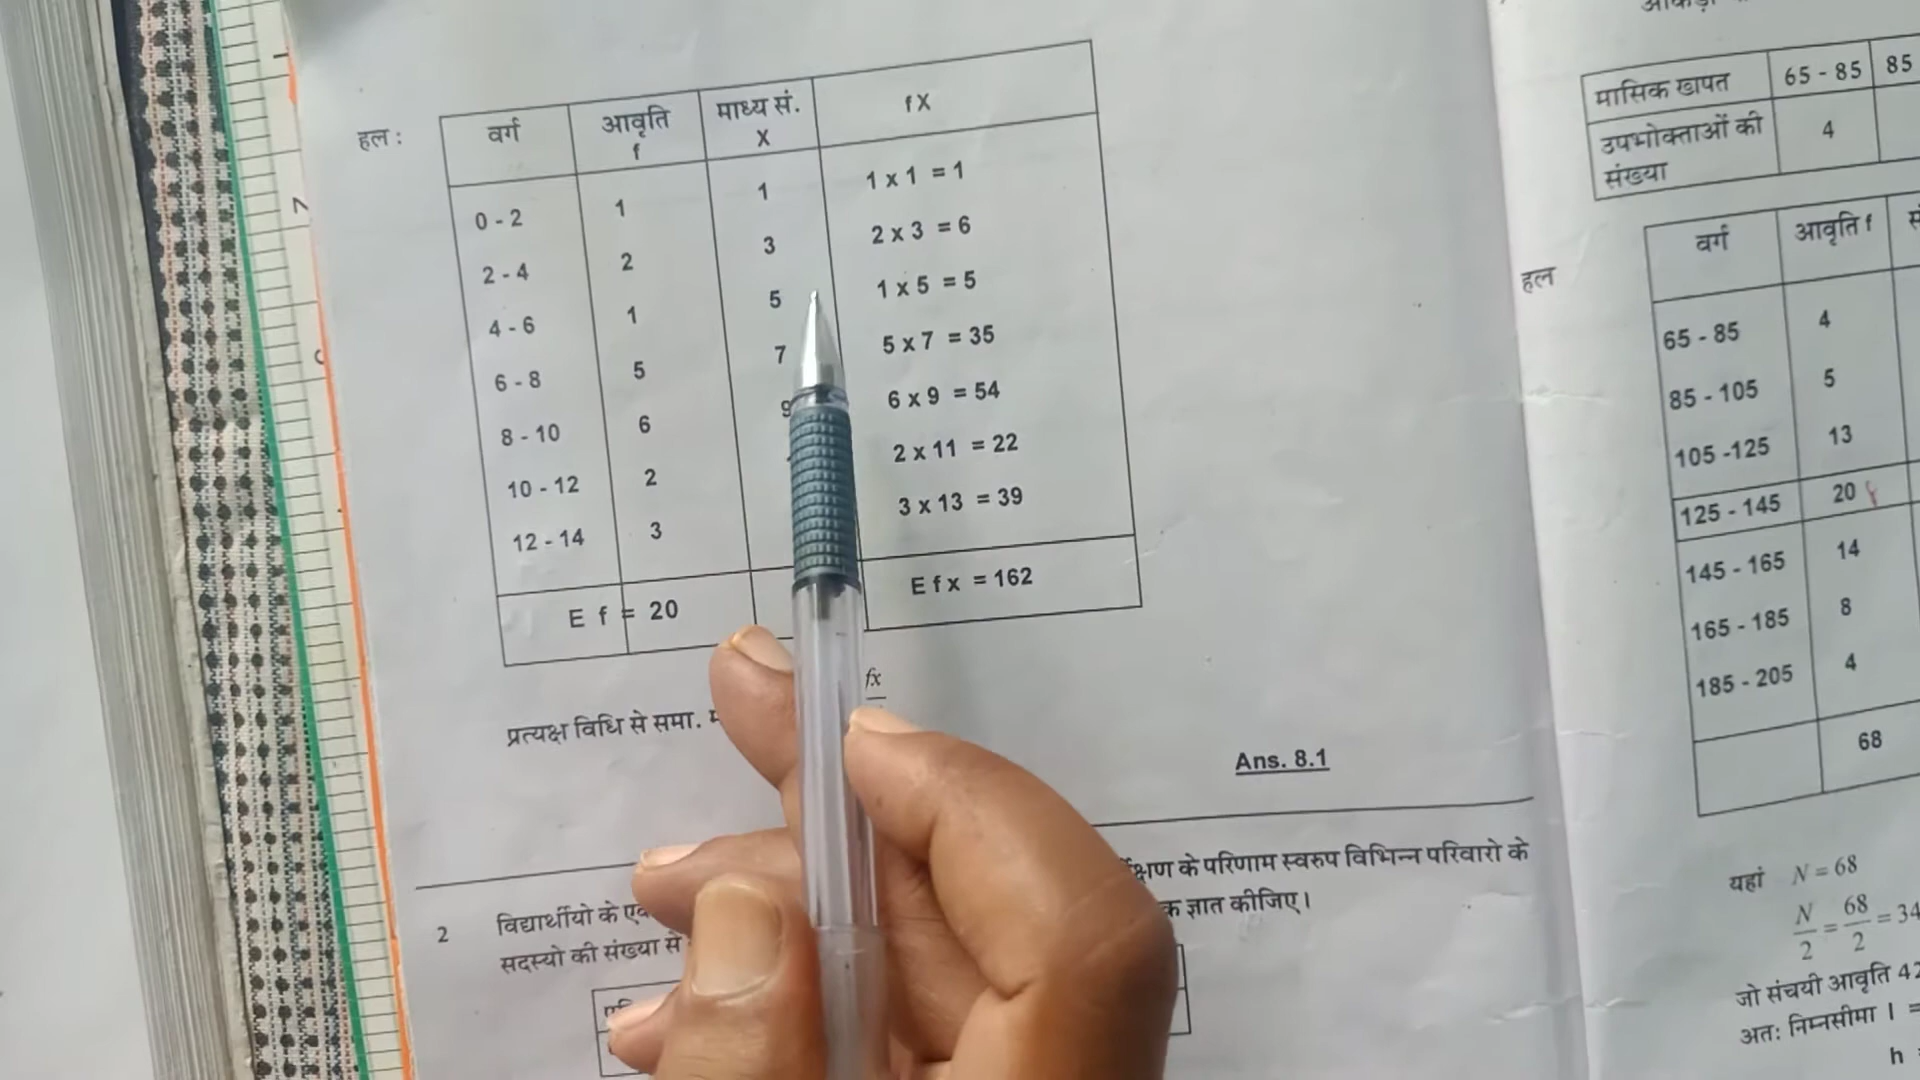 हल :
वर्ग आवृति f माध्य सं. X f X
0 - 2 1 1 1 x 1 = 1
2 - 4 2 3 2 x 3 = 6
4 - 6 1 5 1 x 5 = 5
6 - 8 5 7 5 x 7 = 35
8 - 10 6 9 6 x 9 = 54
10 - 12 2 2 x 11 = 22
12 - 14 3 3 x 13 = 39
E f = 20 E f x = 162
प्रत्यक्ष विधि से समा. fx
Ans. 8.1
2 विद्यार्थीयो के के परिणाम स्वरुप विभिन्न परिवारो के
सदस्यो की संख्या से ज्ञात कीजिए।
मासिक खपत 65 - 85 85
उपभोक्ताओं की संख्या 4
हल
वर्ग आवृति f
65 - 85 4
85 - 105 5
105 -125 13
125 - 145 20
145 - 165 14
165 - 185 8
185 - 205 4
68
यहां N = 68
N/2 = 68/2 = 34
जो संचयी आवृति 42
अतः निम्नसीमा l =
h